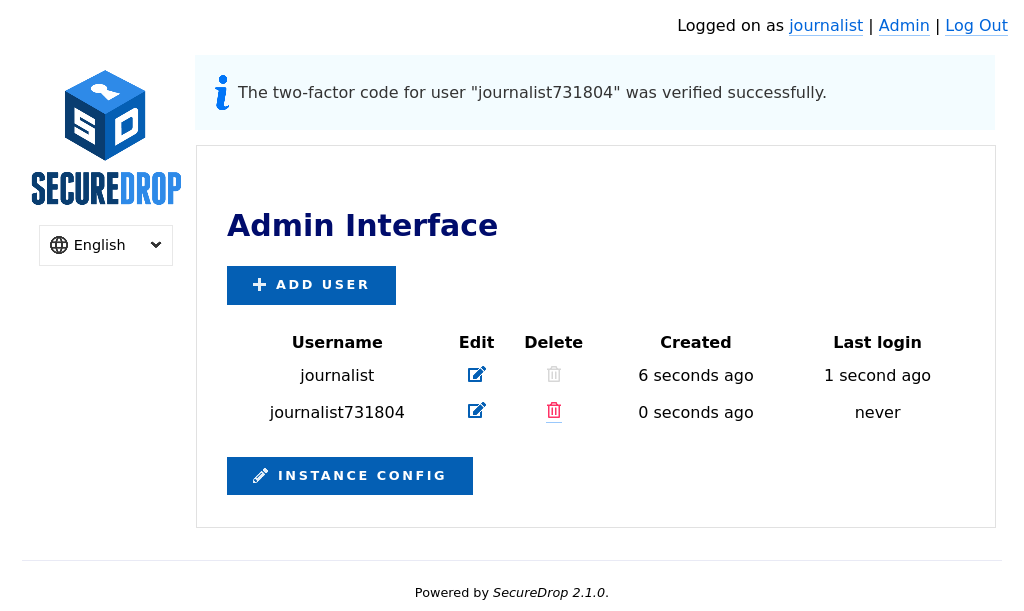 Logged on as journalist | Admin | Log Out
SECUREDROP
English
The two-factor code for user "journalist731804" was verified successfully.
Admin Interface
ADD USER
Username Edit Delete Created Last login
journalist 6 seconds ago 1 second ago
journalist731804 0 seconds ago never
INSTANCE CONFIG
Powered by SecureDrop 2.1.0.